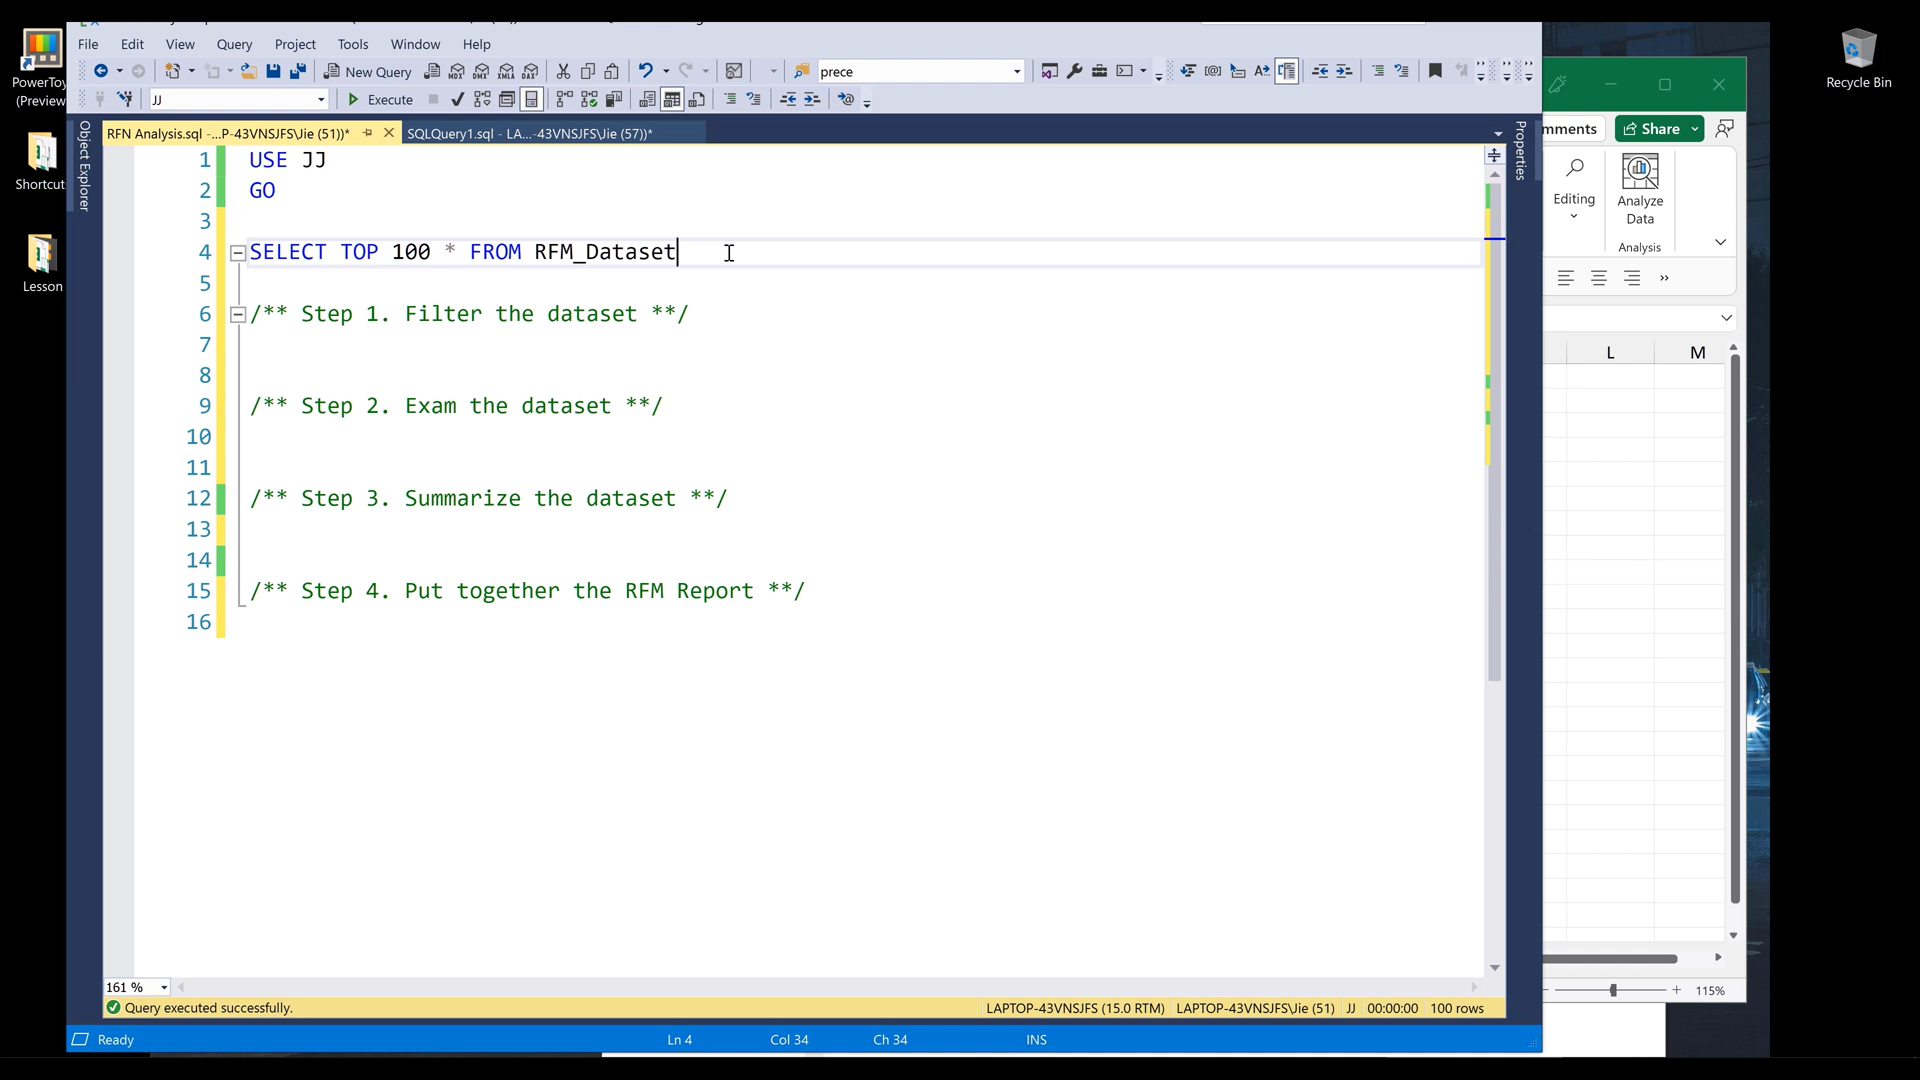 PowerToy
(Preview
Shortcut
Lesson
Recycle Bin
File Edit View Query Project Tools Window Help
New Query MDX DMX XMLA DAX prece
JJ Execute
RFN Analysis.sql -...P-43VNSJFS\Jie (51))* SQLQuery1.sql - LA...-43VNSJFS\Jie (57))*
Object Explorer
Properties
1 USE JJ
2 GO
3
4 SELECT TOP 100 * FROM RFM_Dataset
5
6 /** Step 1. Filter the dataset **/
7
8
9 /** Step 2. Exam the dataset **/
10
11
12 /** Step 3. Summarize the dataset **/
13
14
15 /** Step 4. Put together the RFM Report **/
16
161 %
Query executed successfully. LAPTOP-43VNSJFS (15.0 RTM) LAPTOP-43VNSJFS\Jie (51) JJ 00:00:00 100 rows
Ready Ln 4 Col 34 Ch 34 INS
mments Share
Editing
Analyze
Data
Analysis
L M
115%